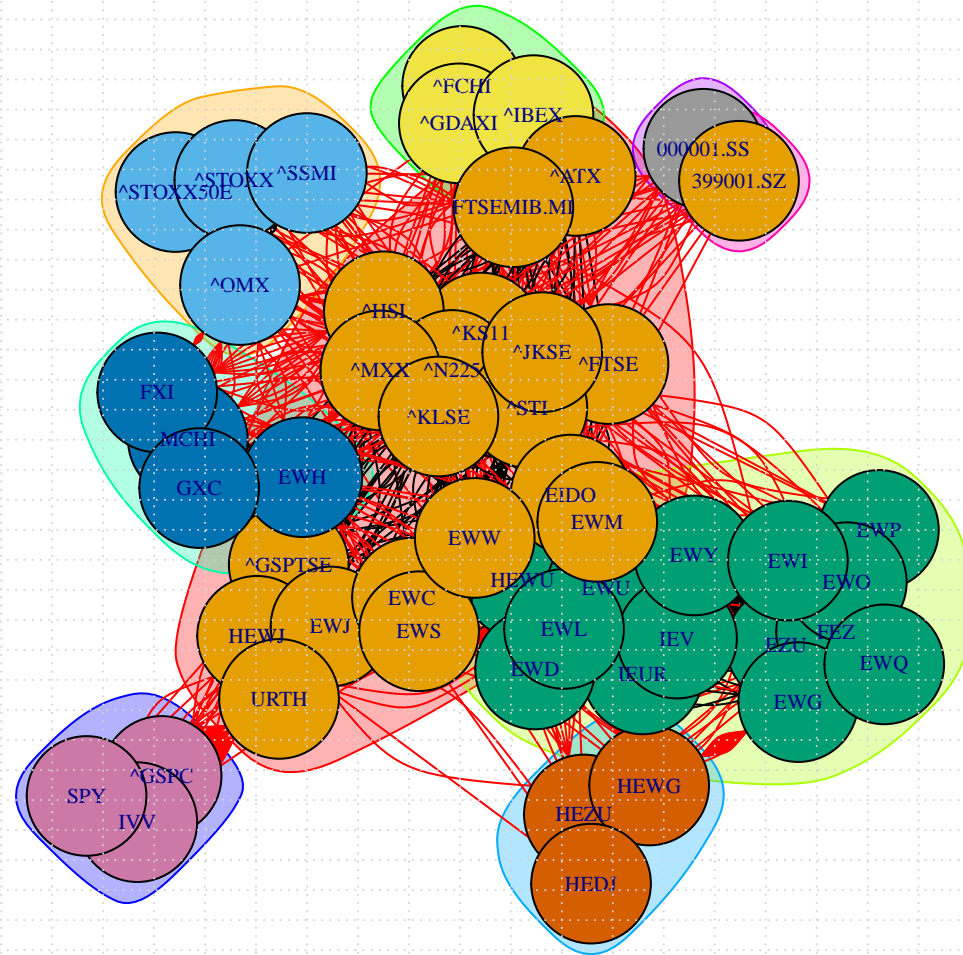 ^FCHI
^IBEX
^GDAXI
000001.SS
^SSMI
^ATX
^STOXX
399001.SZ
^STOXX50E
FTSEMIB.MI
^OMX
^HSI
^KS11
^JKSE
^FTSE
^MXX
^N225
FXI
^STI
^KLSE
MCHI
EWH
GXC
EIDO
EWM
EWP
EWW
EWY
EWI
^GSPTSE
HEWU
EWU
EWO
EWC
EWJ
EWS
EWL
HEWJ
IEV
EZU
FEZ
EWQ
EWD
IEUR
URTH
EWG
^GSPC
HEWG
SPY
IVV
HEZU
HEDJ